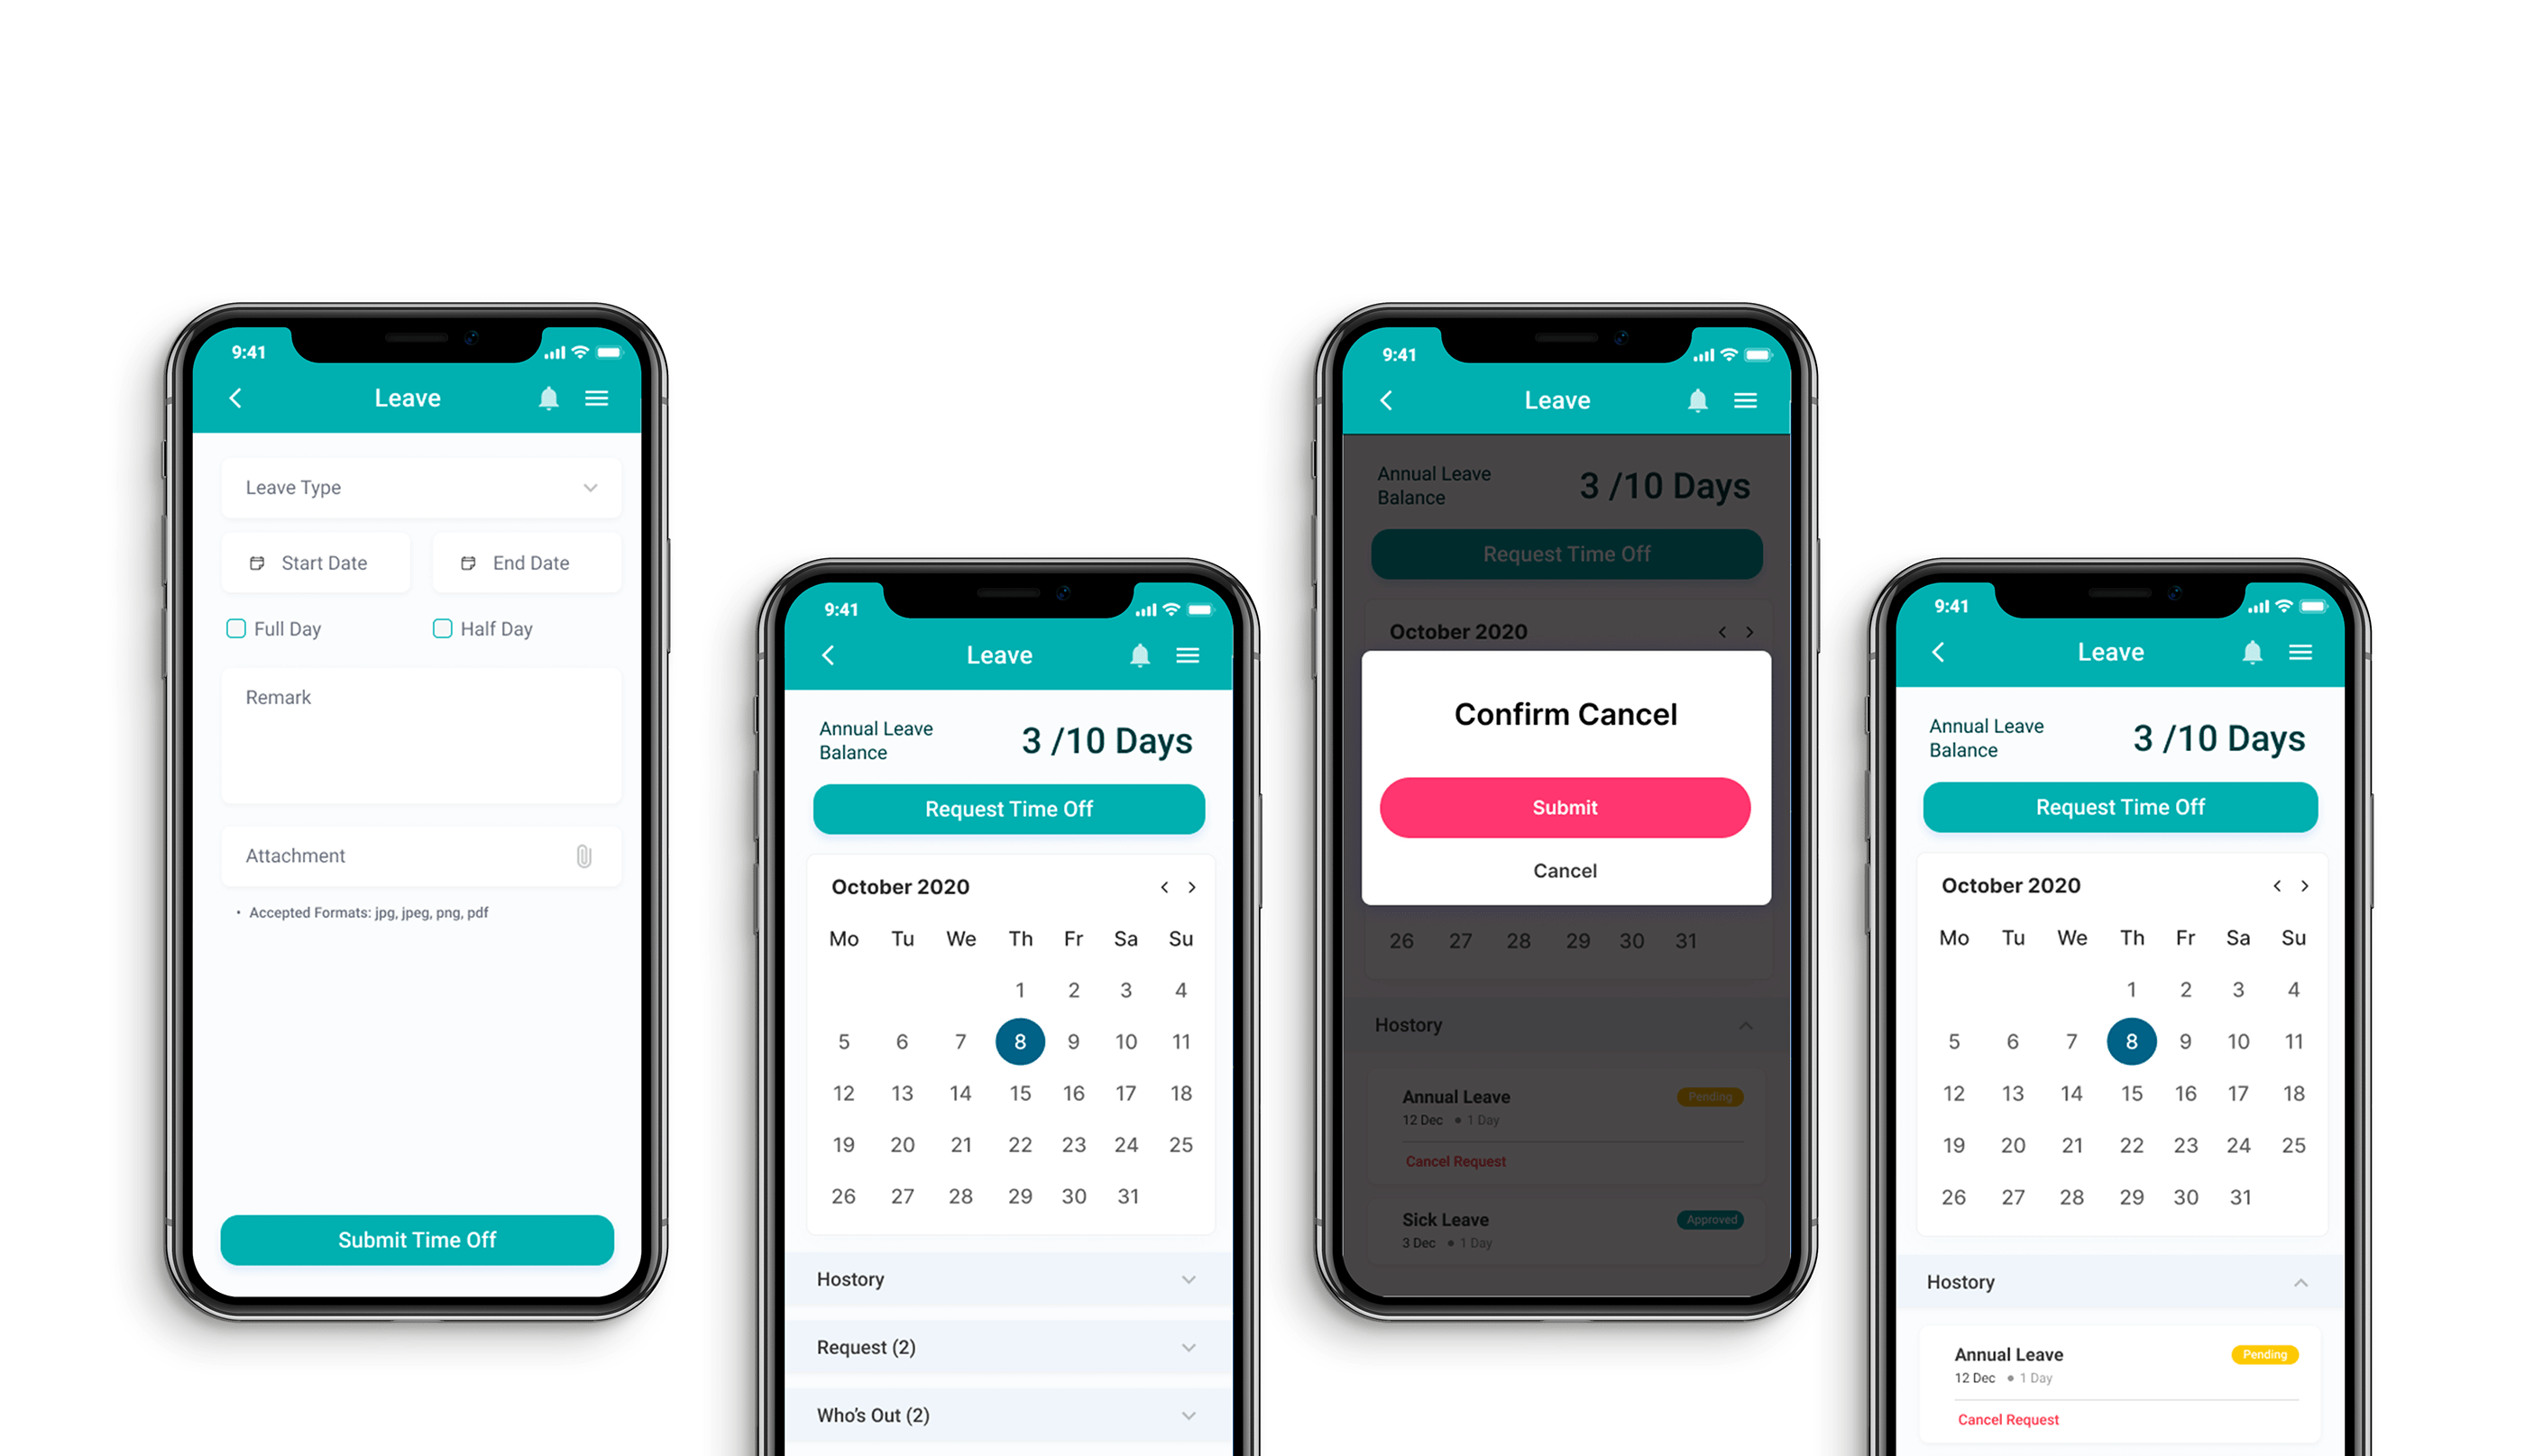 9:41
Leave
Leave Type
Start Date
End Date
Full Day
Half Day
Remark
Attachment
• Accepted Formats: jpg, jpeg, png, pdf
Submit Time Off
9:41
Leave
Annual Leave
Balance
3 /10 Days
Request Time Off
October 2020
Mo Tu We Th Fr Sa Su
1 2 3 4
5 6 7 8 9 10 11
12 13 14 15 16 17 18
19 20 21 22 23 24 25
26 27 28 29 30 31
Hostory
Request (2)
Who's Out (2)
9:41
Leave
Annual Leave
Balance
3 /10 Days
Request Time Off
October 2020
Confirm Cancel
Submit
Cancel
26 27 28 29 30 31
Hostory
Annual Leave
Pending
12 Dec • 1 Day
Cancel Request
Sick Leave
Approved
3 Dec • 1 Day
9:41
Leave
Annual Leave
Balance
3 /10 Days
Request Time Off
October 2020
Mo Tu We Th Fr Sa Su
1 2 3 4
5 6 7 8 9 10 11
12 13 14 15 16 17 18
19 20 21 22 23 24 25
26 27 28 29 30 31
Hostory
Annual Leave
Pending
12 Dec • 1 Day
Cancel Request